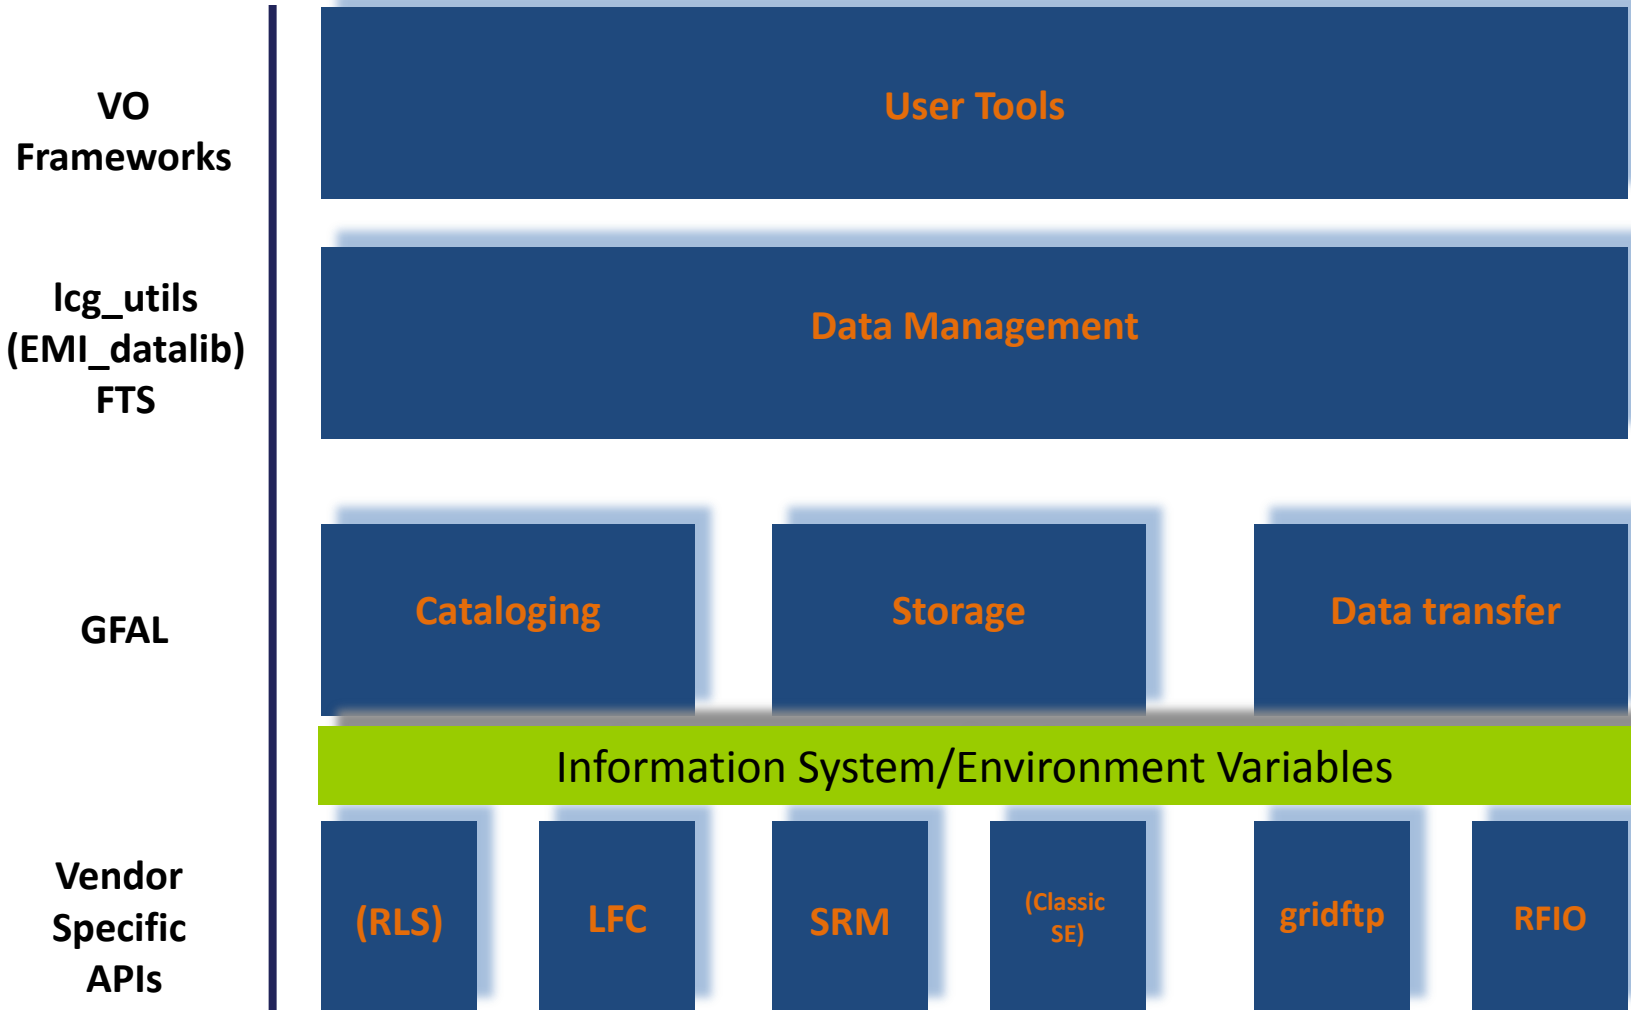 VO
Frameworks
User Tools
lcg_utils
(EMI_datalib)
FTS
Data Management
GFAL
Cataloging
Storage
Data transfer
Information System/Environment Variables
Vendor
Specific
APIs
(RLS)
LFC
SRM
(Classic
SE)
gridftp
RFIO